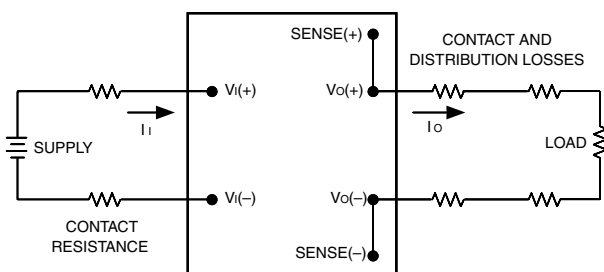 SENSE(+)
CONTACT AND
DISTRIBUTION LOSSES
VI(+)
VO(+)
II
IO
SUPPLY
LOAD
VI(–)
VO(–)
CONTACT
RESISTANCE
SENSE(–)